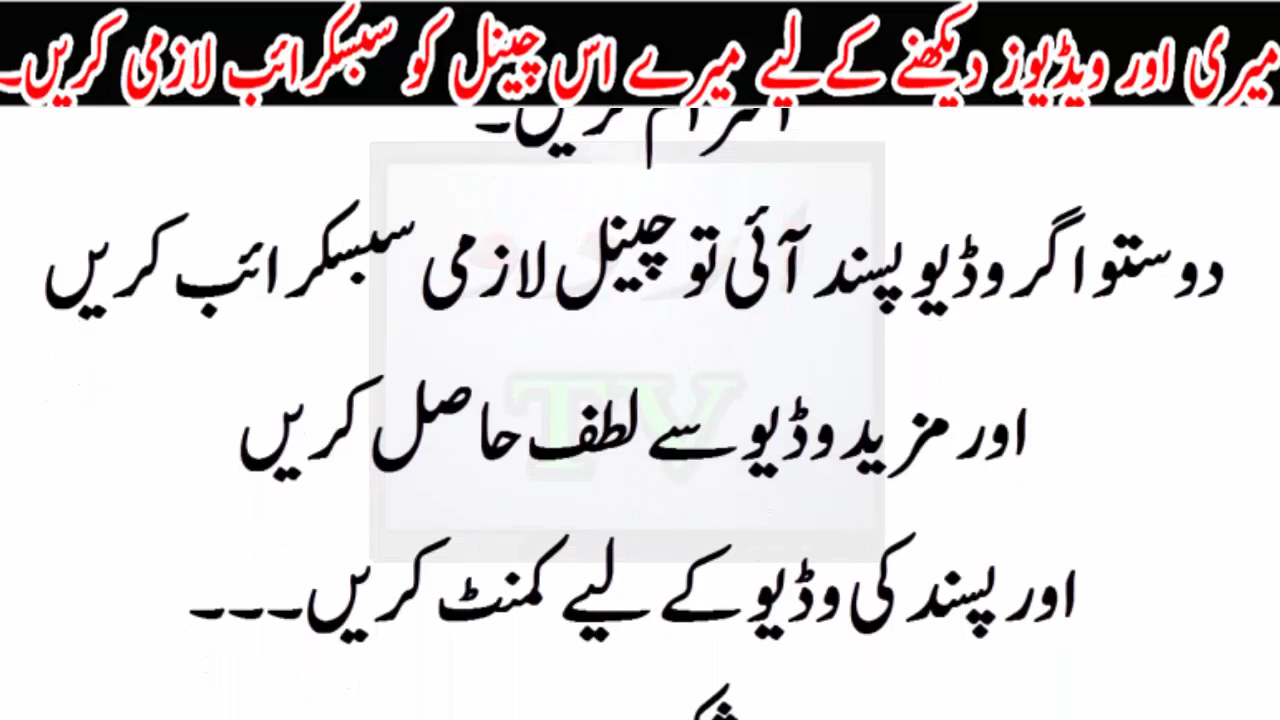 میری اور ویڈیوز دیکھنے کے لیے میرے اس چینل کو سبسکرائب لازمی کریں۔
کریں۔
دوستو اگر وڈیو پسند آئی تو چینل لازمی سبسکرائب کریں
اور مزید وڈیو سے لطف حاصل کریں
اور پسند کی وڈیو کے لیے کمنٹ کریں۔۔۔
TV